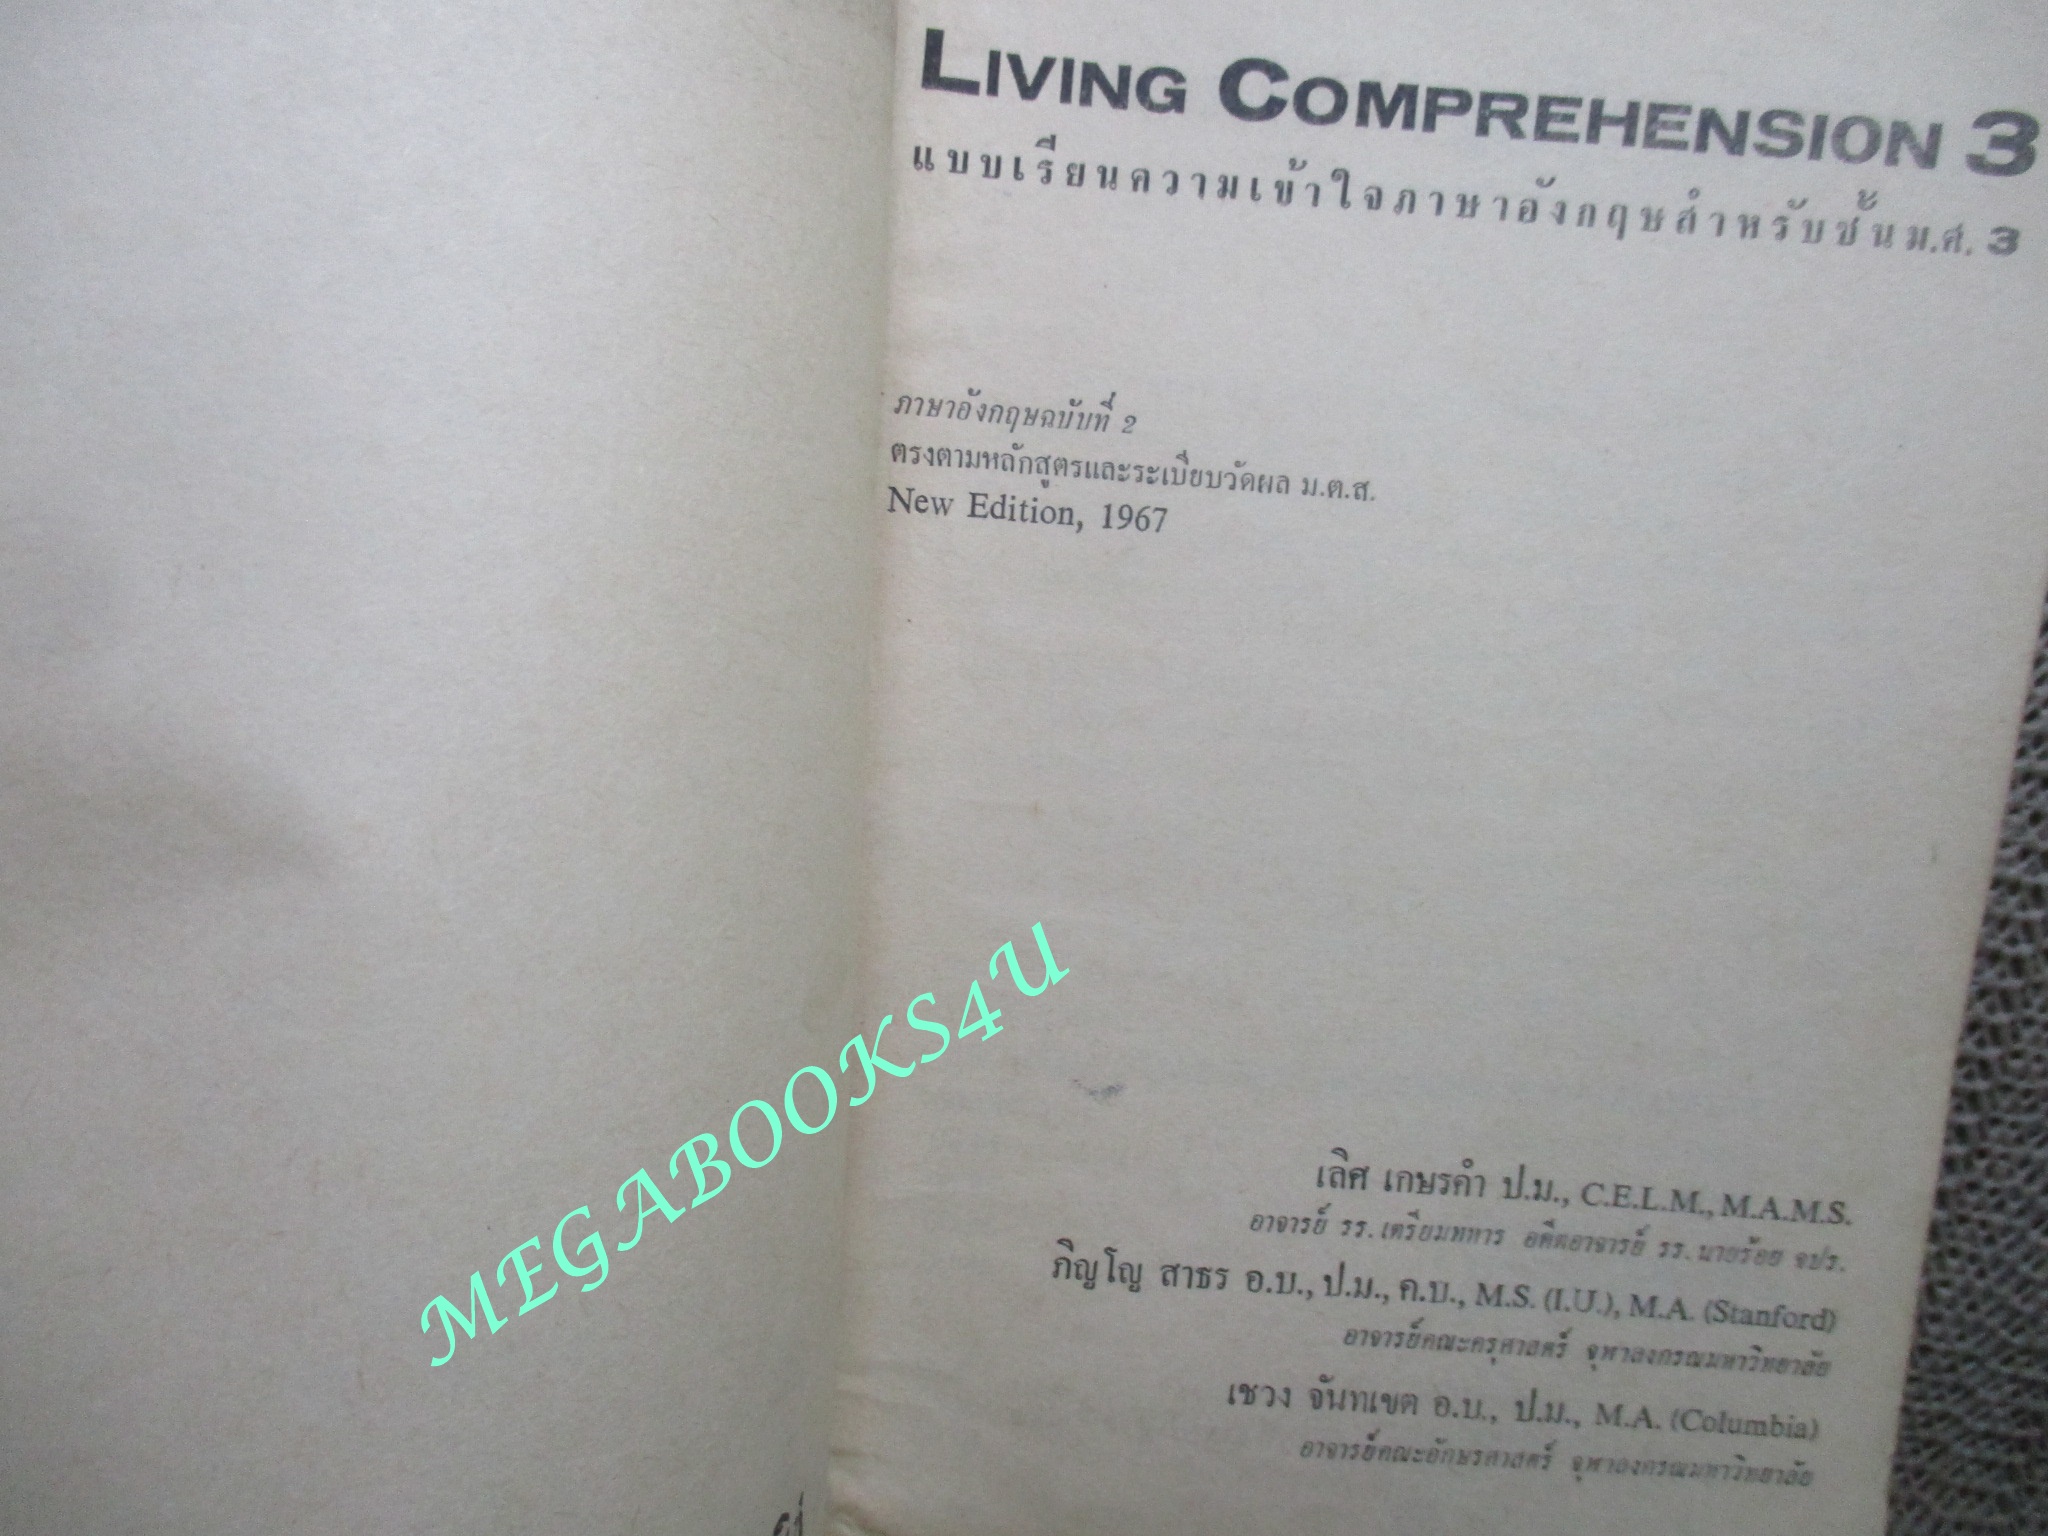 LIVING COMPREHENSION 3
แบบเรียนความเข้าใจภาษาอังกฤษสำหรับชั้นม.ศ. 3
ภาษาอังกฤษฉบับที่ 2
ตรงตามหลักสูตรและระเบียบวัดผล ม.ต.ส.
New Edition, 1967
MEGABOOKS4U
เลิศ เกษรคำ ป.ม., C.E.L.M., M.A.M.S.
อาจารย์ รร. เตรียมทหาร อดีตอาจารย์ รร. นายร้อย จปร.
ภิญโญ สาธร อ.บ., ป.ม., ค.บ., M.S. (I.U.), M.A. (Stanford)
อาจารย์คณะครุศาสตร์ จุฬาลงกรณมหาวิทยาลัย
เชวง จันทเขต อ.บ., ป.ม., M.A. (Columbia)
อาจารย์คณะอักษรศาสตร์ จุฬาลงกรณมหาวิทยาลัย